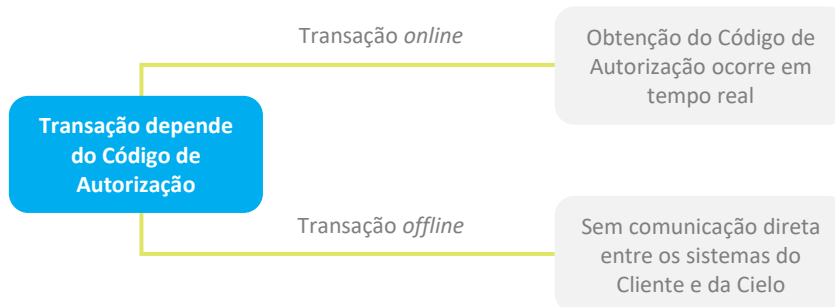 Transação online
Obtenção do Código de
Autorização ocorre em
tempo real
Transação depende
do Código de
Autorização
Transação offline
Sem comunicação direta
entre os sistemas do
Cliente e da Cielo